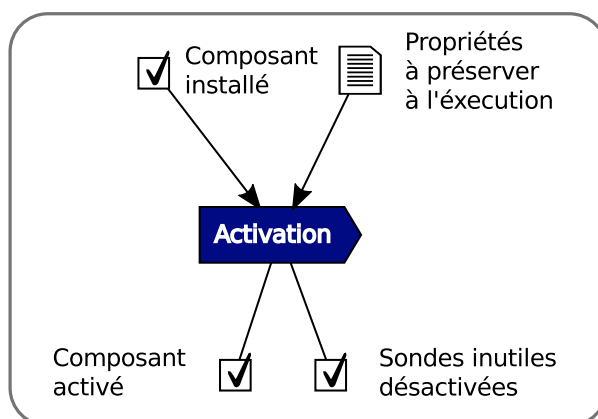 Composant
installé
Propriétés
à préserver
à l'éxecution
Activation
Composant
activé
Sondes inutiles
désactivées